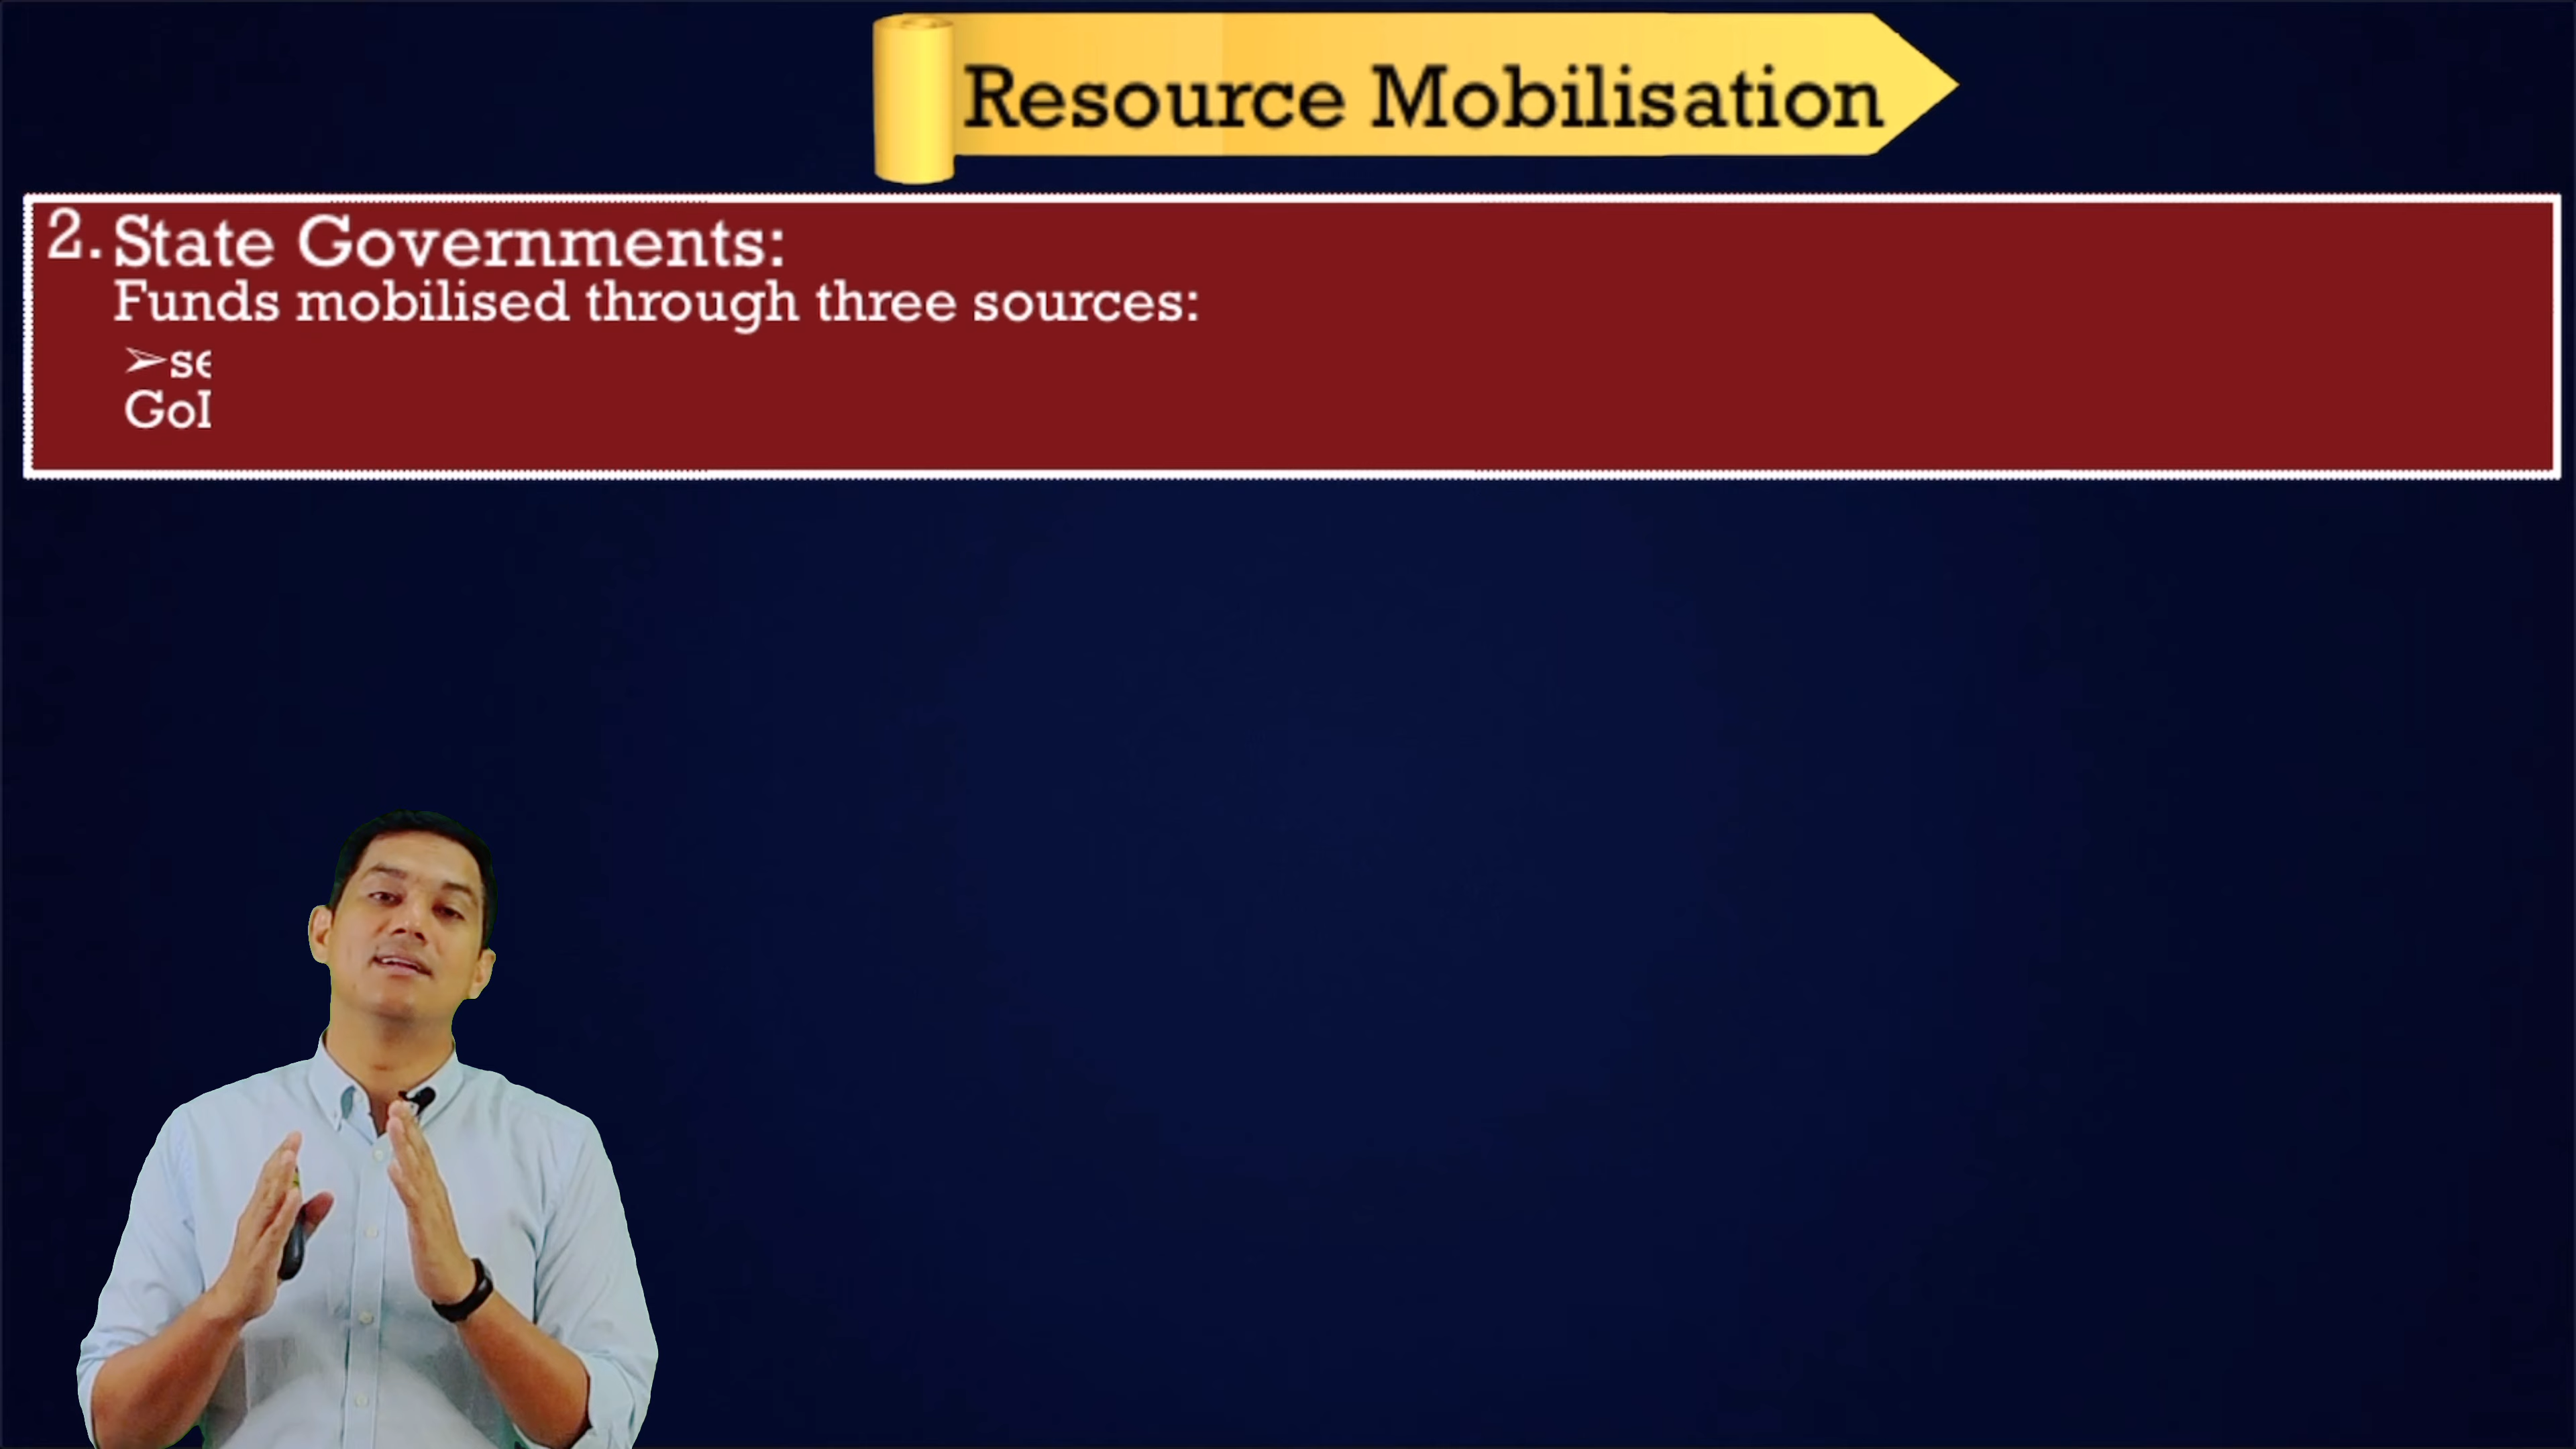 Resource Mobilisation
2. State Governments:
Funds mobilised through three sources:
➢se
GoI